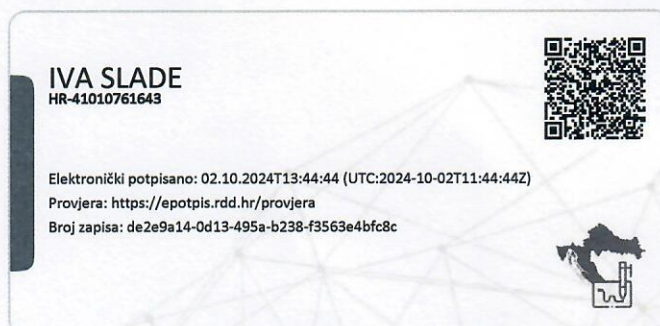 IVA SLADE
HR-41010761643
Elektronički potpisano: 02.10.2024T13:44:44 (UTC:2024-10-02T11:44:44Z)
Provjera: https://epotpis.rdd.hr/provjera
Broj zapisa: de2e9a14-0d13-495a-b238-f3563e4bfc8c